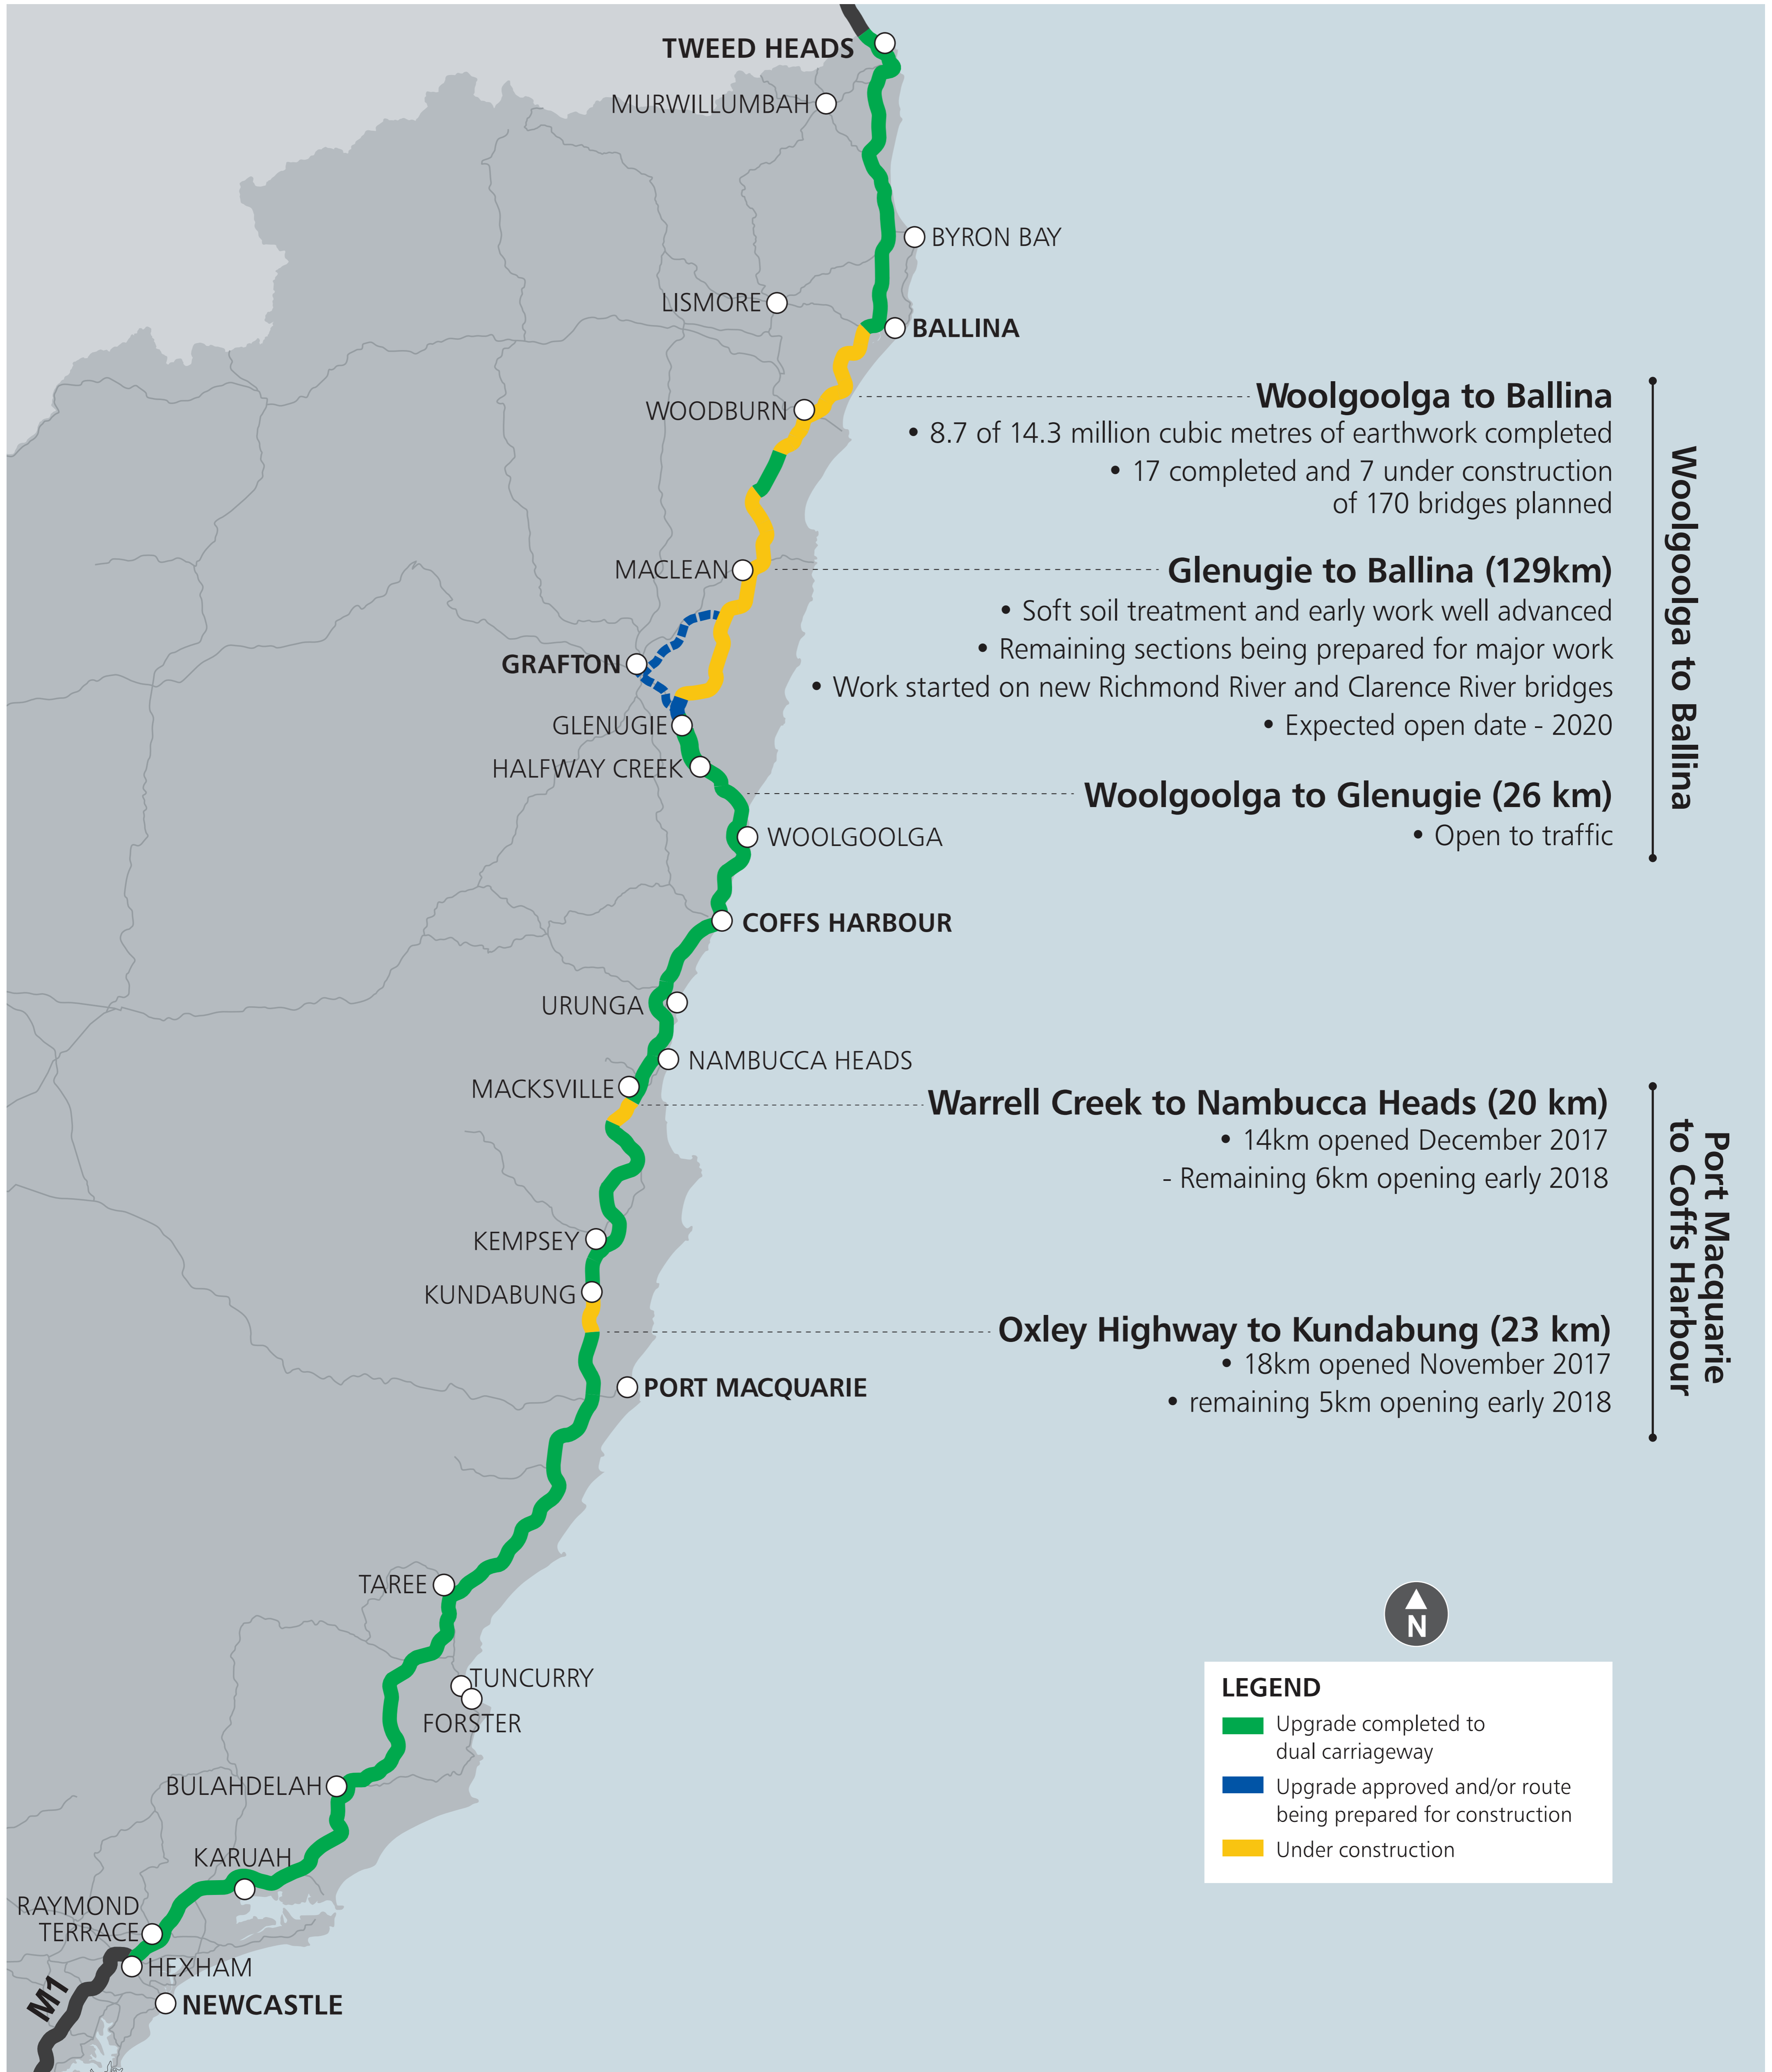 TWEED HEADS
MURWILLUMBAH
BYRON BAY
LISMORE
BALLINA
WOODBURN
Woolgoolga to Ballina
• 8.7 of 14.3 million cubic metres of earthwork completed
• 17 completed and 7 under construction
of 170 bridges planned
MACLEAN
Glenugie to Ballina (129km)
• Soft soil treatment and early work well advanced
• Remaining sections being prepared for major work
• Work started on new Richmond River and Clarence River bridges
• Expected open date - 2020
GRAFTON
GLENUGIE
HALFWAY CREEK
Woolgoolga to Glenugie (26 km)
• Open to traffic
WOOLGOOLGA
Woolgoolga to Ballina
COFFS HARBOUR
URUNGA
NAMBUCCA HEADS
MACKSVILLE
Warrell Creek to Nambucca Heads (20 km)
• 14km opened December 2017
- Remaining 6km opening early 2018
KEMPSEY
KUNDABUNG
Oxley Highway to Kundabung (23 km)
• 18km opened November 2017
• remaining 5km opening early 2018
Port Macquarie
to Coffs Harbour
PORT MACQUARIE
TAREE
TUNCURRY
FORSTER
BULAHDELAH
KARUAH
RAYMOND
TERRACE
HEXHAM
M1
NEWCASTLE
N
LEGEND
Upgrade completed to
dual carriageway
Upgrade approved and/or route
being prepared for construction
Under construction